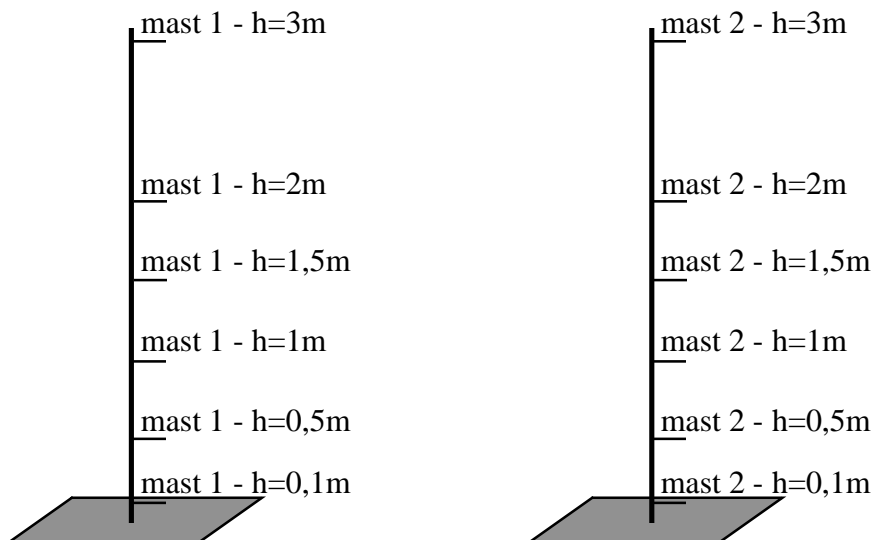 mast 1 - h=3m
mast 2 - h=3m
mast 1 - h=2m
mast 2 - h=2m
mast 1 - h=1,5m
mast 2 - h=1,5m
mast 1 - h=1m
mast 2 - h=1m
mast 1 - h=0,5m
mast 2 - h=0,5m
mast 1 - h=0,1m
mast 2 - h=0,1m